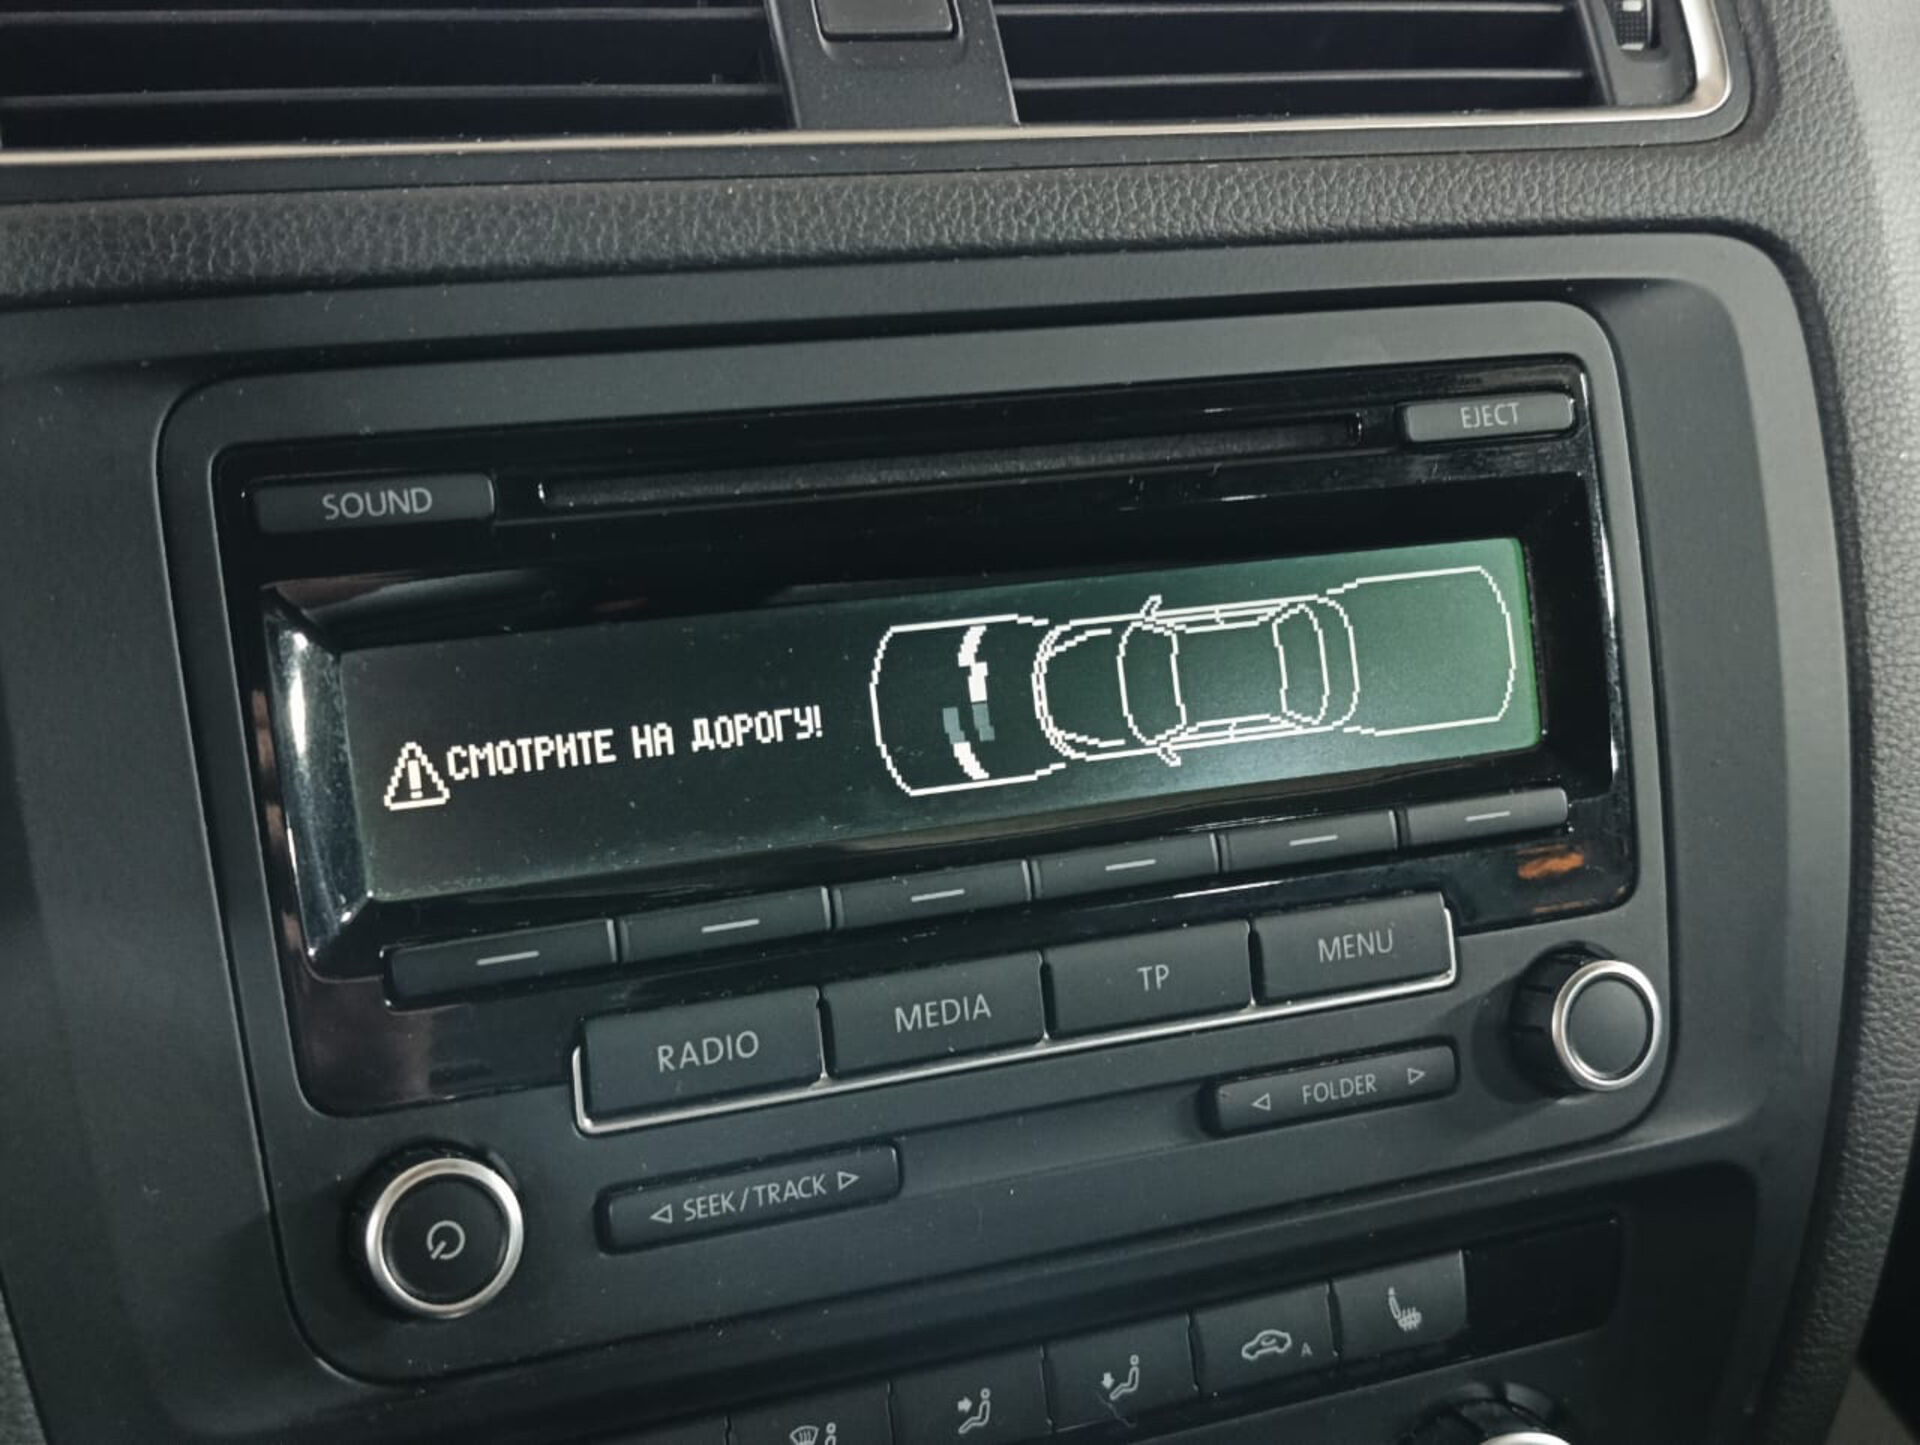 EJECT
SOUND
СМОТРИТЕ НА ДОРОГУ!
RADIO
MEDIA
TP
MENU
FOLDER
SEEK/TRACK
A